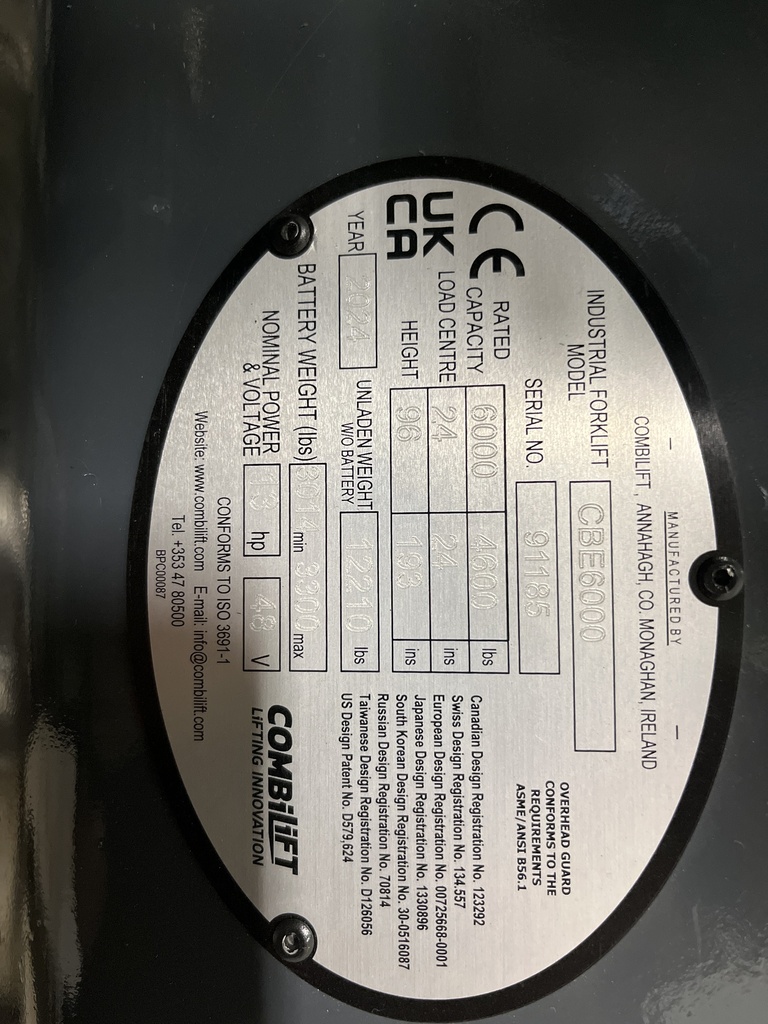 MANUFACTURED BY
COMBILIFT , ANNAHAGH, CO. MONAGHAN, IRELAND
INDUSTRIAL FORKLIFT MODEL CBE6000
SERIAL NO. 91185
OVERHEAD GUARD
CONFORMS TO THE
REQUIREMENTS
ASME/ANSI B56.1
CE
UK
CA
RATED CAPACITY 6000 4600 lbs
LOAD CENTRE 24 24 ins
HEIGHT 96 193 ins
YEAR 2024
UNLADEN WEIGHT W/O BATTERY 12210 lbs
BATTERY WEIGHT (lbs) 3014 min 3300 max
NOMINAL POWER & VOLTAGE 13 hp 48 V
Canadian Design Registration No. 123292
Swiss Design Registration No. 134.557
European Design Registration No. 00725668-0001
Japanese Design Registration No. 1330896
South Korean Design Registration No. 30-0516087
Russian Design Registration No. 70814
Taiwanese Design Registration No. D126056
US Design Patent No. D579,624
CONFORMS TO ISO 3691-1
Website: www.combilift.com E-mail: info@combilift.com
Tel. +353 47 80500
BPC00087
COMBiLiFT
LiFTING INNOVATION